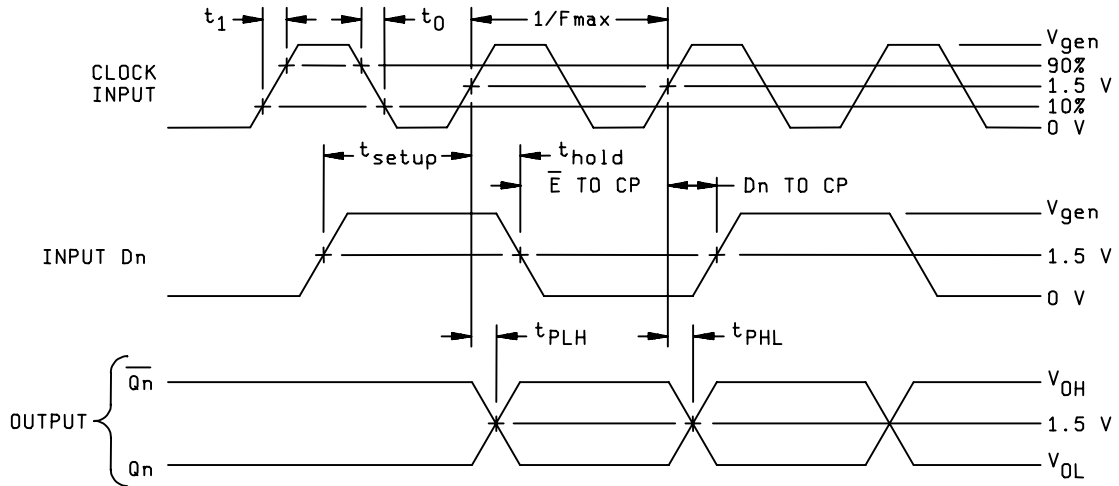 t1 t0 1/Fmax
Vgen
90%
CLOCK INPUT
1.5 V
10%
0 V
tsetup thold
E̅ TO CP Dn TO CP
Vgen
INPUT Dn 1.5 V
0 V
tPLH tPHL
Q̅n̅ VOH
OUTPUT 1.5 V
Qn VOL